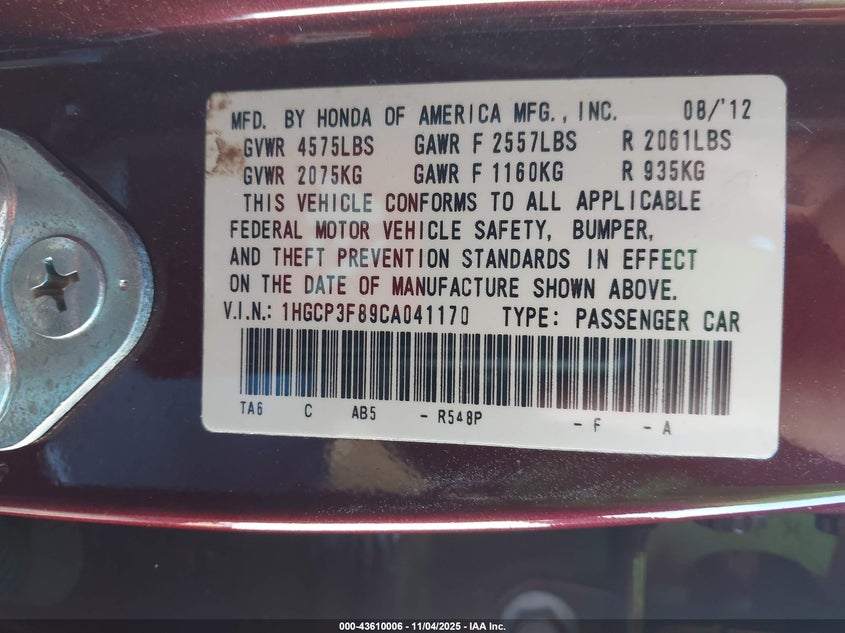 MFD. BY HONDA OF AMERICA MFG., INC. 08/'12
GVWR 4575LBS GAWR F 2557LBS R 2061LBS
GVWR 2075KG GAWR F 1160KG R 935KG
THIS VEHICLE CONFORMS TO ALL APPLICABLE
FEDERAL MOTOR VEHICLE SAFETY, BUMPER,
AND THEFT PREVENTION STANDARDS IN EFFECT
ON THE DATE OF MANUFACTURE SHOWN ABOVE.
V.I.N.: 1HGCP3F89CA041170 TYPE: PASSENGER CAR
TA6 C AB5 - R548P - F - A
000-43610006 - 11/04/2025 - IAA Inc.